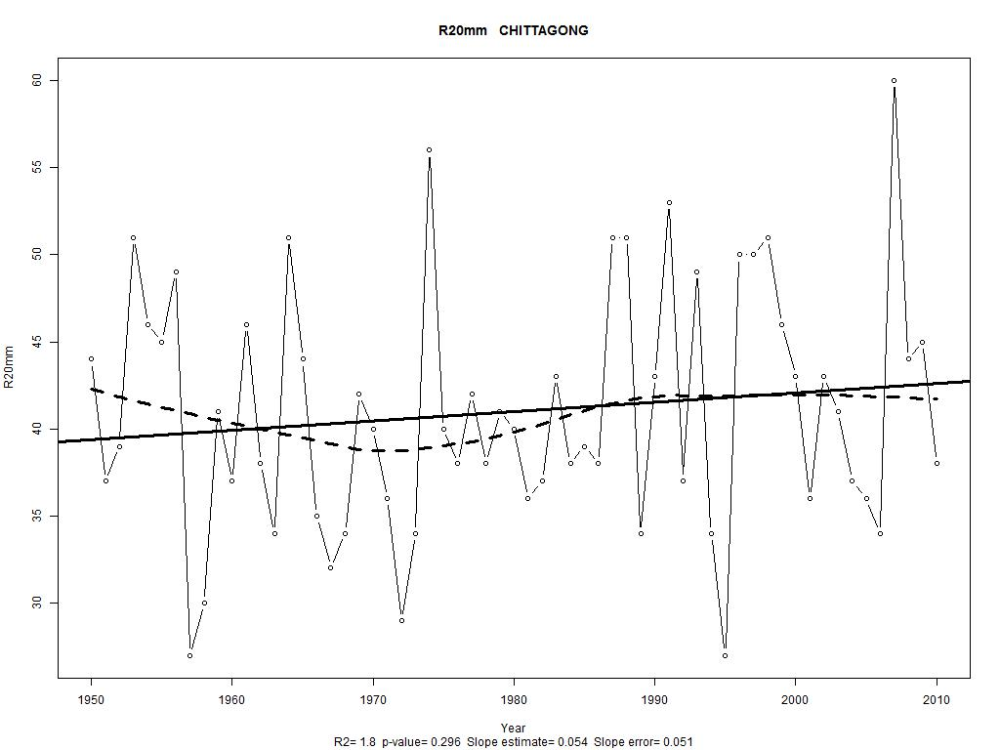 R20mm CHITTAGONG
60
55
50
45
40
35
30
R20mm
1950 1960 1970 1980 1990 2000 2010
Year
R2= 1.8 p-value= 0.296 Slope estimate= 0.054 Slope error= 0.051